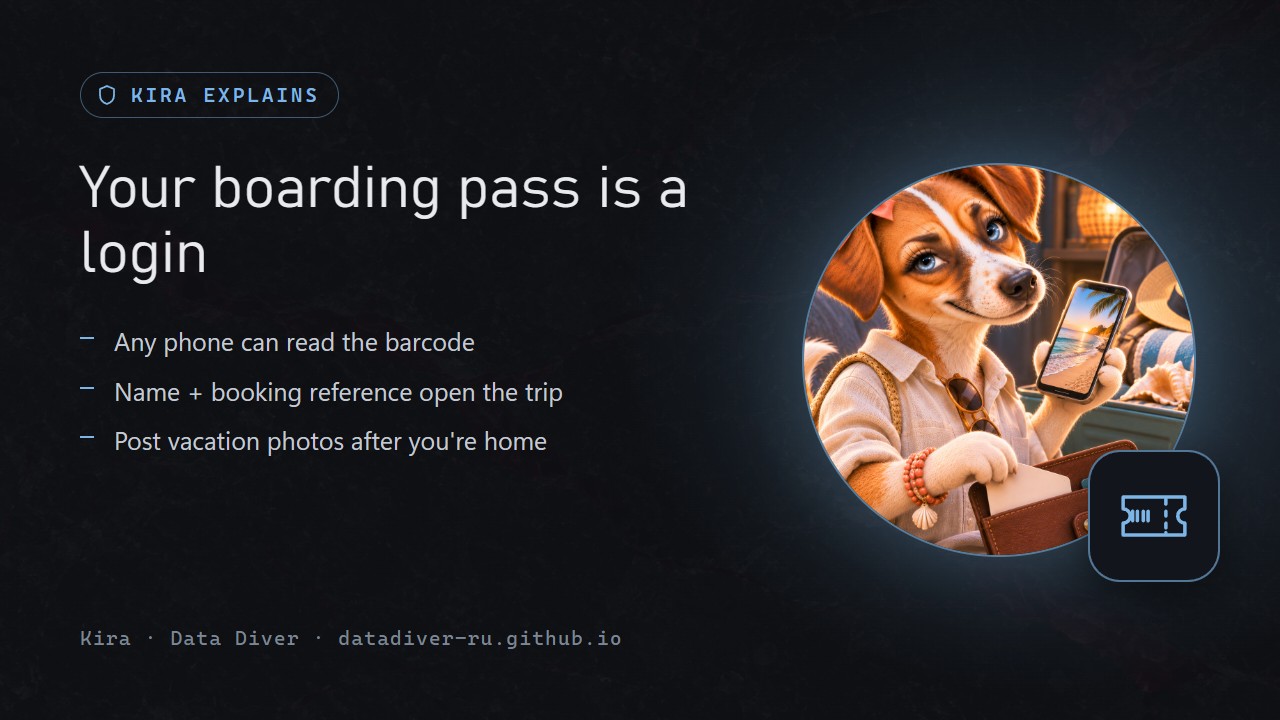 KIRA EXPLAINS
Your boarding pass is a
login
Any phone can read the barcode
Name + booking reference open the trip
Post vacation photos after you're home
Kira · Data Diver · datadiver-ru.github.io